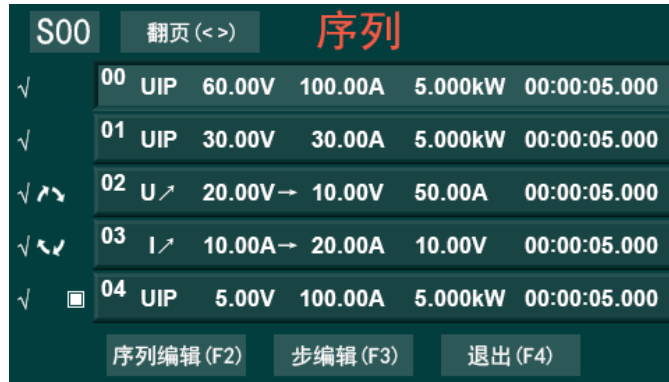 S00 翻页(<>) 序列
√ 00 UIP 60.00V 100.00A 5.000kW 00:00:05.000
√ 01 UIP 30.00V 30.00A 5.000kW 00:00:05.000
√ 02 U↗ 20.00V→ 10.00V 50.00A 00:00:05.000
√ 03 I↗ 10.00A→ 20.00A 10.00V 00:00:05.000
√ 04 UIP 5.00V 100.00A 5.000kW 00:00:05.000
序列编辑(F2) 步编辑(F3) 退出(F4)